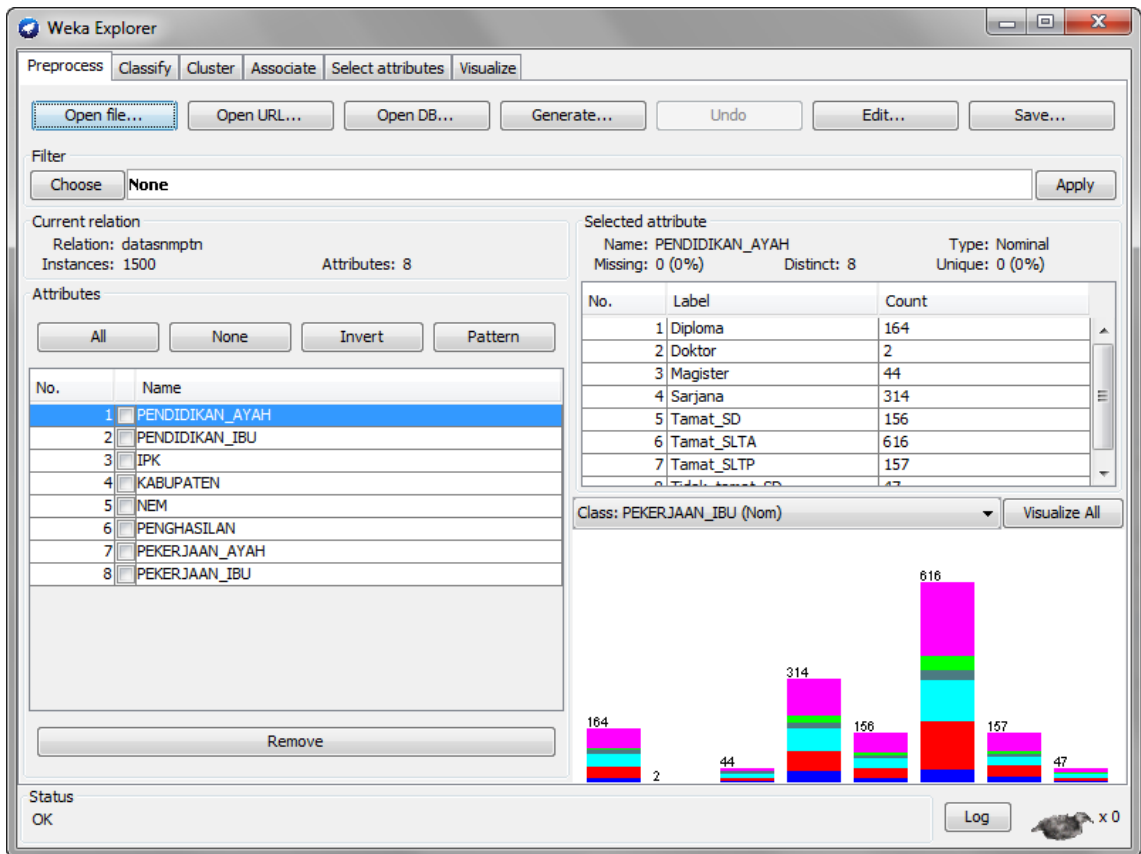 Weka Explorer
Preprocess Classify Cluster Associate Select attributes Visualize
Open file... Open URL... Open DB... Generate... Undo Edit... Save...
Filter
Choose None Apply
Current relation
Relation: datasnmptn
Instances: 1500 Attributes: 8
Attributes
All None Invert Pattern
No. Name
1 PENDIDIKAN_AYAH
2 PENDIDIKAN_IBU
3 IPK
4 KABUPATEN
5 NEM
6 PENGHASILAN
7 PEKERJAAN_AYAH
8 PEKERJAAN_IBU
Remove
Selected attribute
Name: PENDIDIKAN_AYAH Type: Nominal
Missing: 0 (0%) Distinct: 8 Unique: 0 (0%)
No. Label Count
1 Diploma 164
2 Doktor 2
3 Magister 44
4 Sarjana 314
5 Tamat_SD 156
6 Tamat_SLTA 616
7 Tamat_SLTP 157
8 Tidak_tamat_SD 47
Class: PEKERJAAN_IBU (Nom) Visualize All
164 2 44 314 156 616 157 47
Status
OK
Log x 0